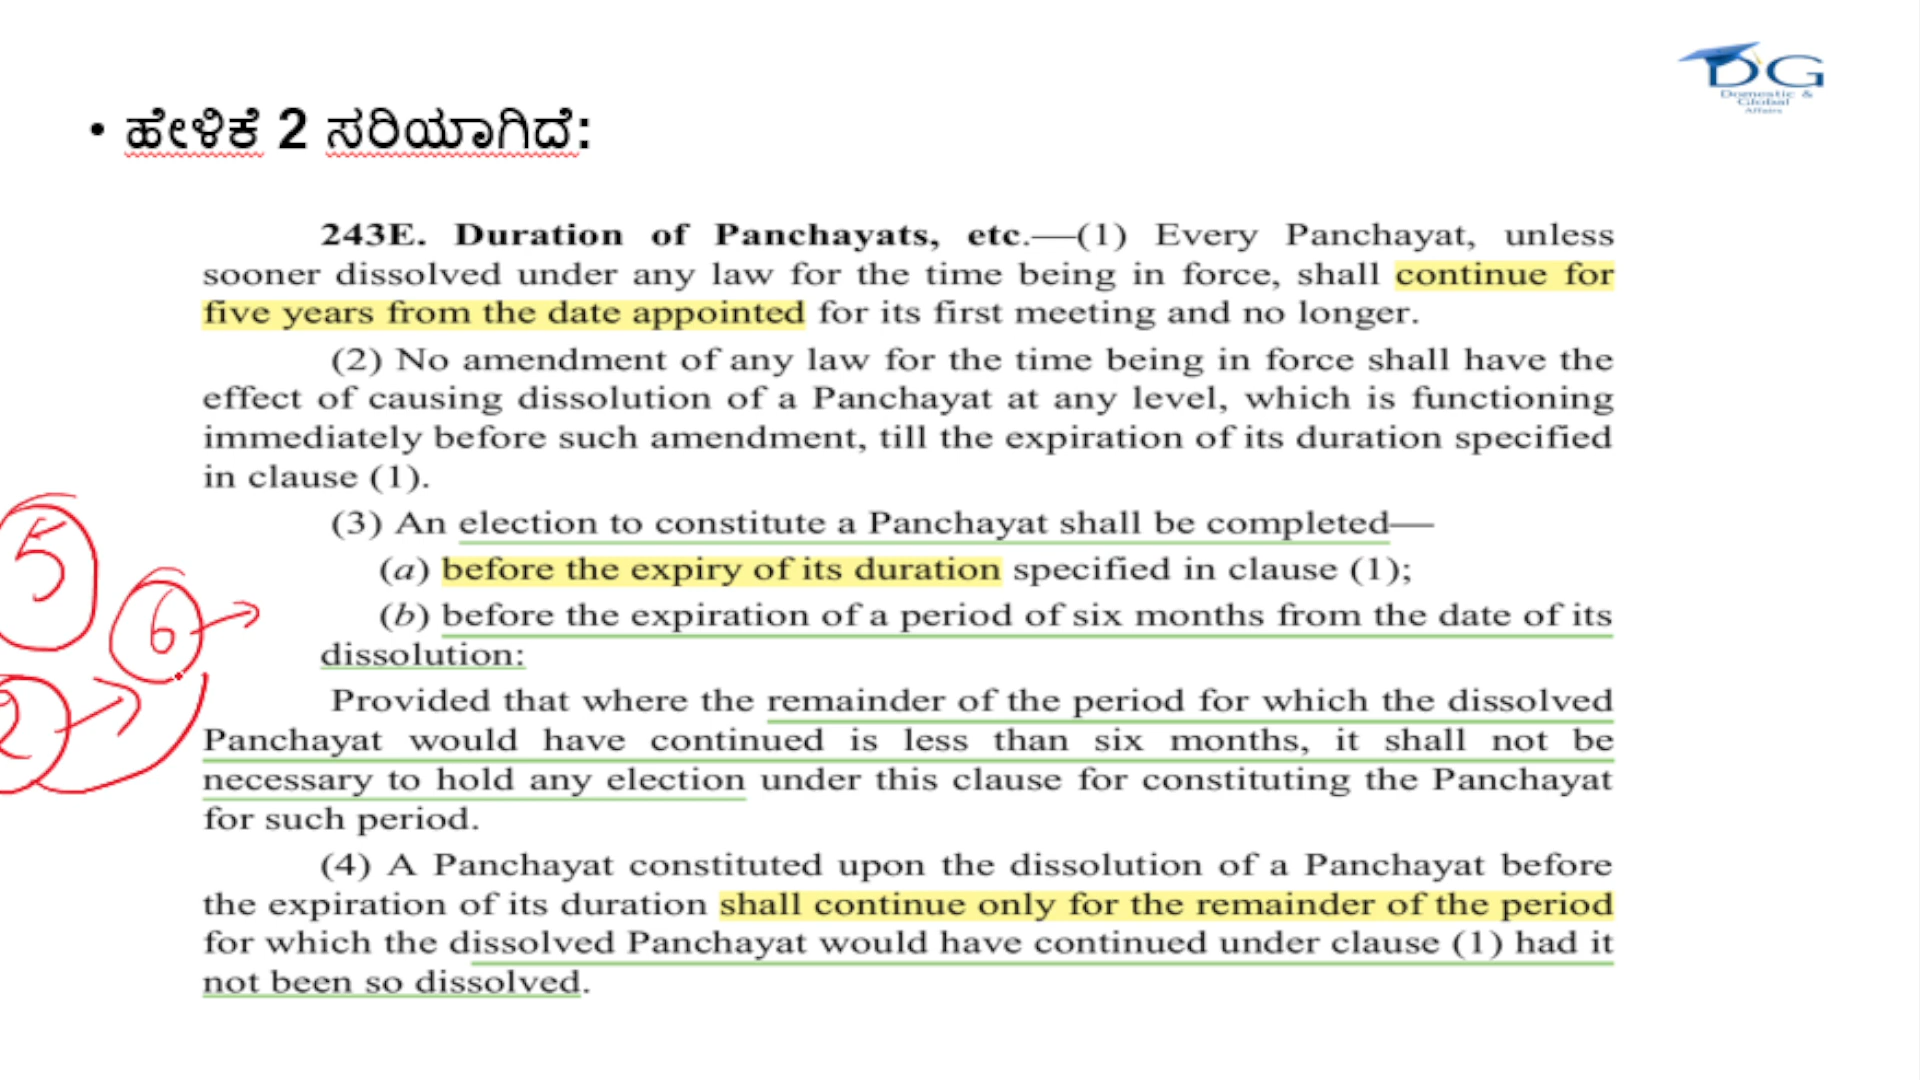 DG
Domestic &
Global
Affairs
• ಹೇಳಿಕೆ 2 ಸರಿಯಾಗಿದೆ:
243E. Duration of Panchayats, etc.—(1) Every Panchayat, unless
sooner dissolved under any law for the time being in force, shall continue for
five years from the date appointed for its first meeting and no longer.
(2) No amendment of any law for the time being in force shall have the
effect of causing dissolution of a Panchayat at any level, which is functioning
immediately before such amendment, till the expiration of its duration specified
in clause (1).
(3) An election to constitute a Panchayat shall be completed—
(a) before the expiry of its duration specified in clause (1);
(b) before the expiration of a period of six months from the date of its
dissolution:
Provided that where the remainder of the period for which the dissolved
Panchayat would have continued is less than six months, it shall not be
necessary to hold any election under this clause for constituting the Panchayat
for such period.
(4) A Panchayat constituted upon the dissolution of a Panchayat before
the expiration of its duration shall continue only for the remainder of the period
for which the dissolved Panchayat would have continued under clause (1) had it
not been so dissolved.
5
6
2